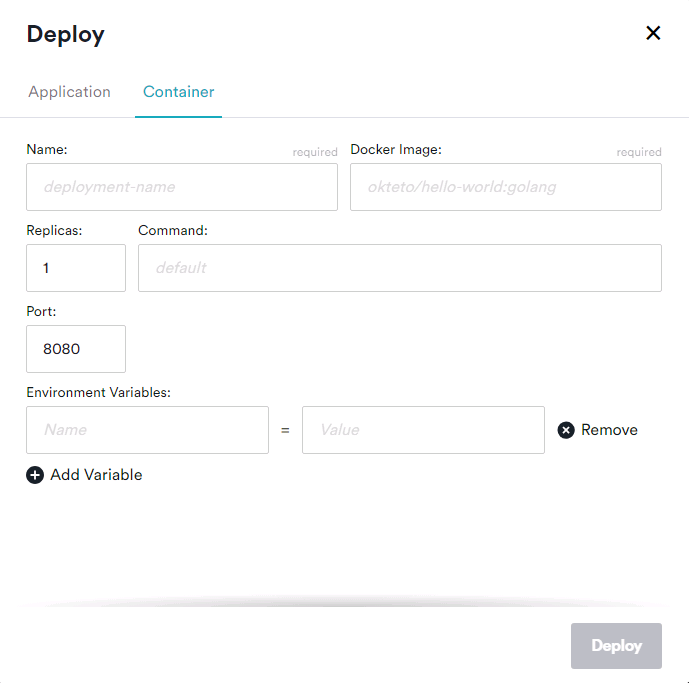 Deploy
Application Container
Name: required Docker Image: required
deployment-name okteto/hello-world:golang
Replicas: Command:
1 default
Port:
8080
Environment Variables:
Name = Value Remove
Add Variable
Deploy